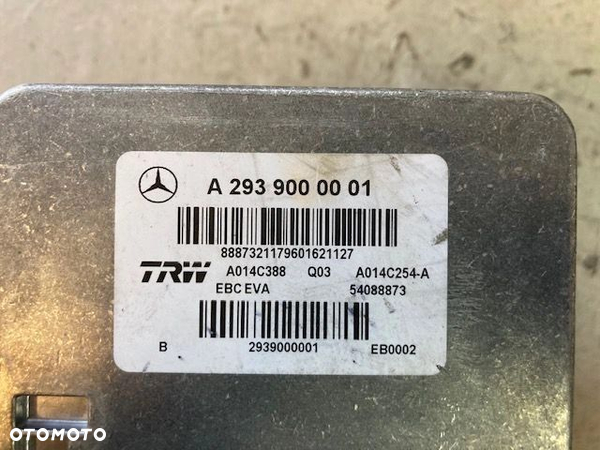 A 293 900 00 01
8887321179601621127
TRW A014C388 Q03 A014C254-A
EBC EVA 54088873
B 2939000001 EB0002
OTOMOTO